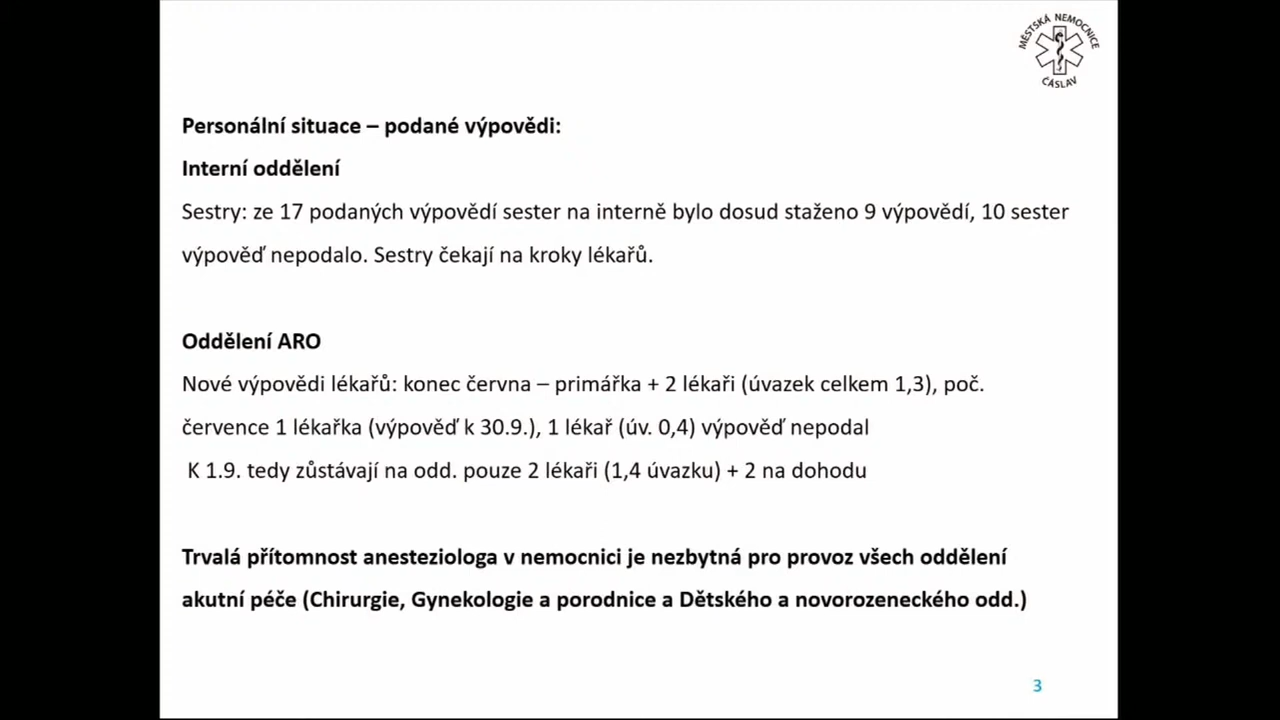 MĚSTSKÁ NEMOCNICE
ČÁSLAV
Personální situace – podané výpovědi:
Interní oddělení
Sestry: ze 17 podaných výpovědí sester na interně bylo dosud staženo 9 výpovědí, 10 sester
výpověď nepodalo. Sestry čekají na kroky lékařů.
Oddělení ARO
Nové výpovědi lékařů: konec června – primářka + 2 lékaři (úvazek celkem 1,3), poč.
července 1 lékařka (výpověď k 30.9.), 1 lékař (úv. 0,4) výpověď nepodal
K 1.9. tedy zůstávají na odd. pouze 2 lékaři (1,4 úvazku) + 2 na dohodu
Trvalá přítomnost anesteziologa v nemocnici je nezbytná pro provoz všech oddělení
akutní péče (Chirurgie, Gynekologie a porodnice a Dětského a novorozeneckého odd.)
3